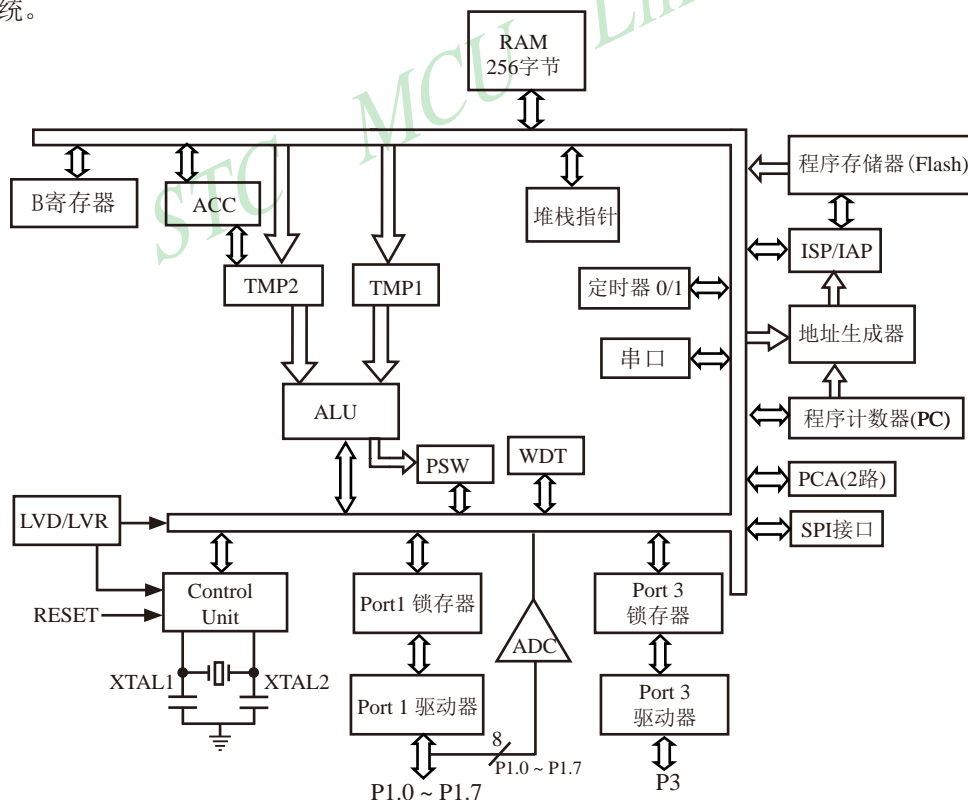 统。
STC MCU Lim
RAM
256字节
B寄存器
ACC
堆栈指针
程序存储器(Flash)
ISP/IAP
TMP2
TMP1
定时器 0/1
地址生成器
串口
ALU
程序计数器(PC)
PSW
WDT
PCA(2路)
LVD/LVR
SPI接口
Control
Unit
RESET
Port1 锁存器
Port 3
锁存器
ADC
XTAL1
XTAL2
Port 1 驱动器
Port 3
驱动器
8
P1.0 ~ P1.7
P1.0 ~ P1.7
P3